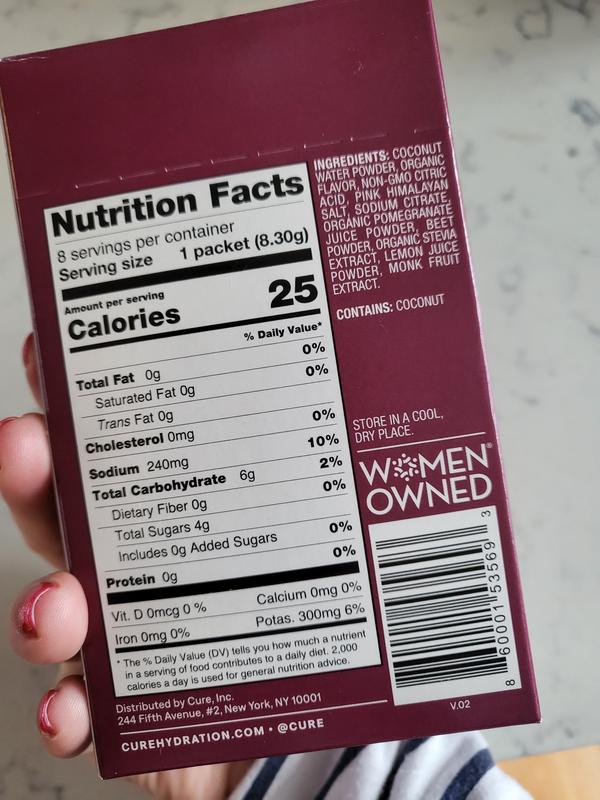 Nutrition Facts
8 servings per container
Serving size 1 packet (8.30g)
Amount per serving
Calories 25
% Daily Value*
Total Fat 0g 0%
Saturated Fat 0g 0%
Trans Fat 0g
Cholesterol 0mg 0%
Sodium 240mg 10%
Total Carbohydrate 6g 2%
Dietary Fiber 0g 0%
Total Sugars 4g
Includes 0g Added Sugars 0%
Protein 0g 0%
Vit. D 0mcg 0 % Calcium 0mg 0%
Iron 0mg 0% Potas. 300mg 6%
* The % Daily Value (DV) tells you how much a nutrient
in a serving of food contributes to a daily diet. 2,000
calories a day is used for general nutrition advice.
Distributed by Cure, Inc.
244 Fifth Avenue, #2, New York, NY 10001
CUREHYDRATION.COM • @CURE
INGREDIENTS: COCONUT
WATER POWDER, ORGANIC
FLAVOR, NON-GMO CITRIC
ACID, PINK HIMALAYAN
SALT, SODIUM CITRATE,
ORGANIC POMEGRANATE
JUICE POWDER, BEET
POWDER, ORGANIC STEVIA
EXTRACT, LEMON JUICE
POWDER, MONK FRUIT
EXTRACT.
CONTAINS: COCONUT
STORE IN A COOL,
DRY PLACE.
WOMEN®
OWNED
8 60001 53569 3
V.02